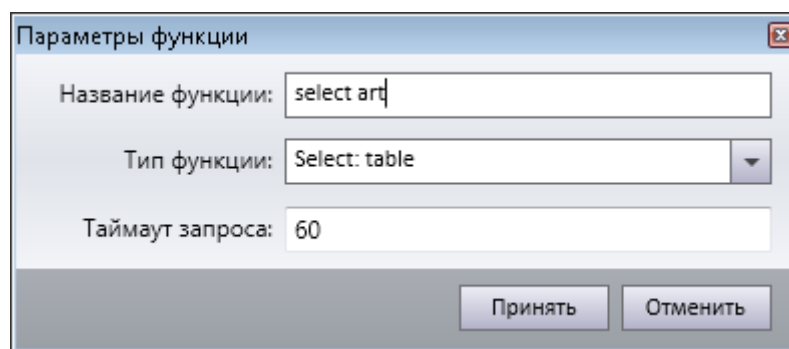 Параметры функции
Название функции: select art
Тип функции: Select: table
Таймаут запроса: 60
Принять Отменить